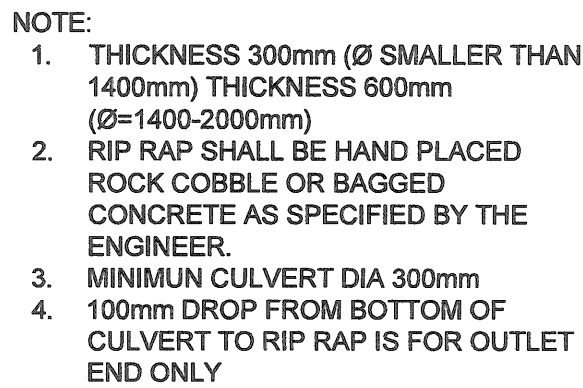 NOTE:
1. THICKNESS 300mm (Ø SMALLER THAN
1400mm) THICKNESS 600mm
(Ø=1400-2000mm)
2. RIP RAP SHALL BE HAND PLACED
ROCK COBBLE OR BAGGED
CONCRETE AS SPECIFIED BY THE
ENGINEER.
3. MINIMUN CULVERT DIA 300mm
4. 100mm DROP FROM BOTTOM OF
CULVERT TO RIP RAP IS FOR OUTLET
END ONLY